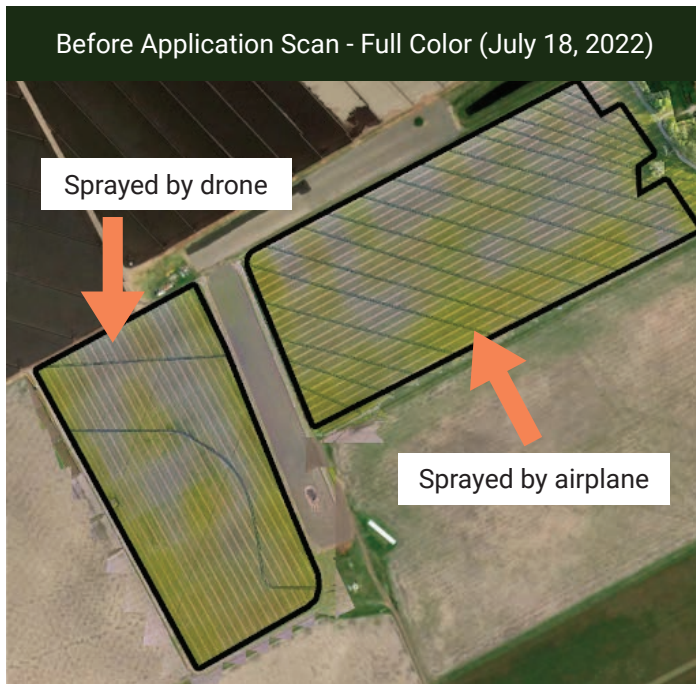 Before Application Scan - Full Color (July 18, 2022)
Sprayed by drone
Sprayed by airplane